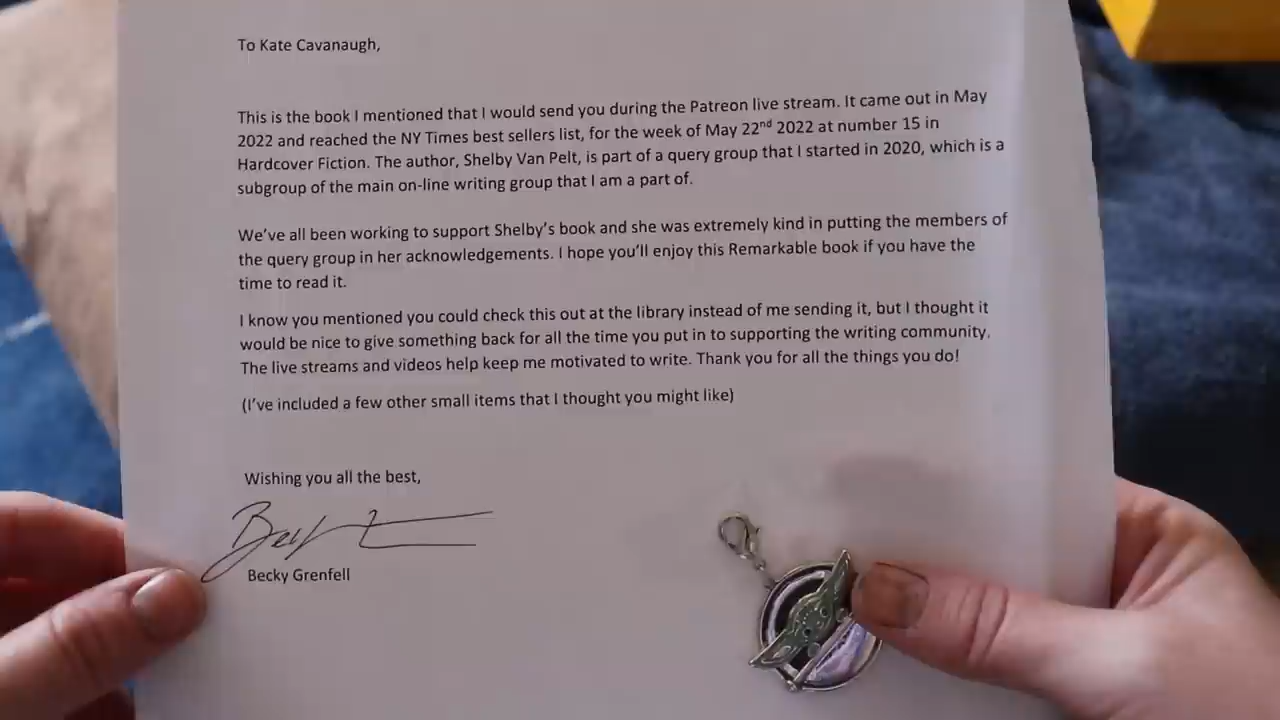 To Kate Cavanaugh,
This is the book I mentioned that I would send you during the Patreon live stream. It came out in May
2022 and reached the NY Times best sellers list, for the week of May 22nd 2022 at number 15 in
Hardcover Fiction. The author, Shelby Van Pelt, is part of a query group that I started in 2020, which is a
subgroup of the main on-line writing group that I am a part of.
We've all been working to support Shelby's book and she was extremely kind in putting the members of
the query group in her acknowledgements. I hope you'll enjoy this Remarkable book if you have the
time to read it.
I know you mentioned you could check this out at the library instead of me sending it, but I thought it
would be nice to give something back for all the time you put in to supporting the writing community.
The live streams and videos help keep me motivated to write. Thank you for all the things you do!
(I've included a few other small items that I thought you might like)
Wishing you all the best,
Becky Grenfell